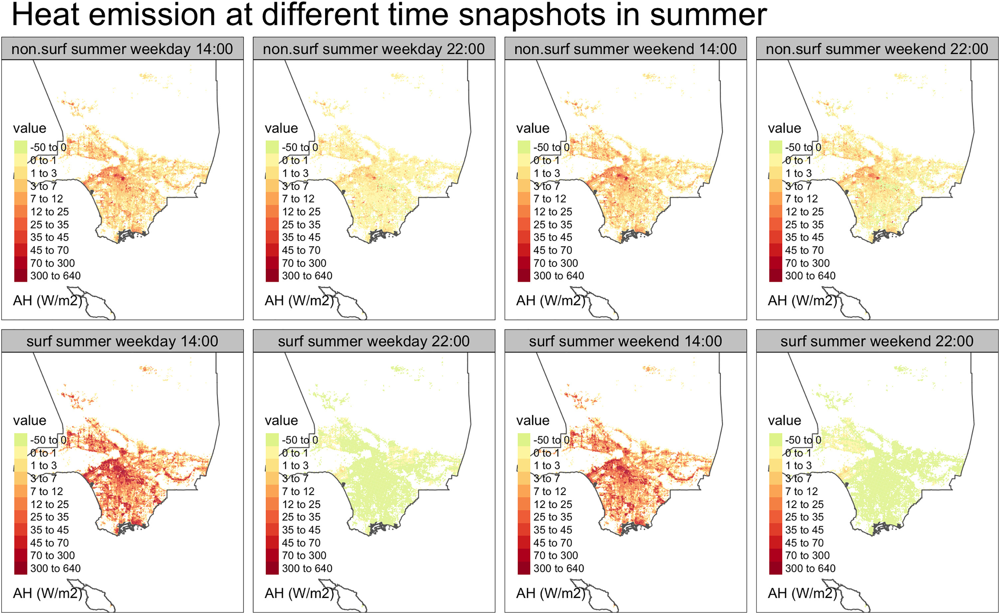 Heat emission at different time snapshots in summer
non.surf summer weekday 14:00
value
-50 to 0
0 to 1
1 to 3
3 to 7
7 to 12
12 to 25
25 to 35
35 to 45
45 to 70
70 to 300
300 to 640
AH (W/m2)
non.surf summer weekday 22:00
value
-50 to 0
0 to 1
1 to 3
3 to 7
7 to 12
12 to 25
25 to 35
35 to 45
45 to 70
70 to 300
300 to 640
AH (W/m2)
non.surf summer weekend 14:00
value
-50 to 0
0 to 1
1 to 3
3 to 7
7 to 12
12 to 25
25 to 35
35 to 45
45 to 70
70 to 300
300 to 640
AH (W/m2)
non.surf summer weekend 22:00
value
-50 to 0
0 to 1
1 to 3
3 to 7
7 to 12
12 to 25
25 to 35
35 to 45
45 to 70
70 to 300
300 to 640
AH (W/m2)
surf summer weekday 14:00
value
-50 to 0
0 to 1
1 to 3
3 to 7
7 to 12
12 to 25
25 to 35
35 to 45
45 to 70
70 to 300
300 to 640
AH (W/m2)
surf summer weekday 22:00
value
-50 to 0
0 to 1
1 to 3
3 to 7
7 to 12
12 to 25
25 to 35
35 to 45
45 to 70
70 to 300
300 to 640
AH (W/m2)
surf summer weekend 14:00
value
-50 to 0
0 to 1
1 to 3
3 to 7
7 to 12
12 to 25
25 to 35
35 to 45
45 to 70
70 to 300
300 to 640
AH (W/m2)
surf summer weekend 22:00
value
-50 to 0
0 to 1
1 to 3
3 to 7
7 to 12
12 to 25
25 to 35
35 to 45
45 to 70
70 to 300
300 to 640
AH (W/m2)